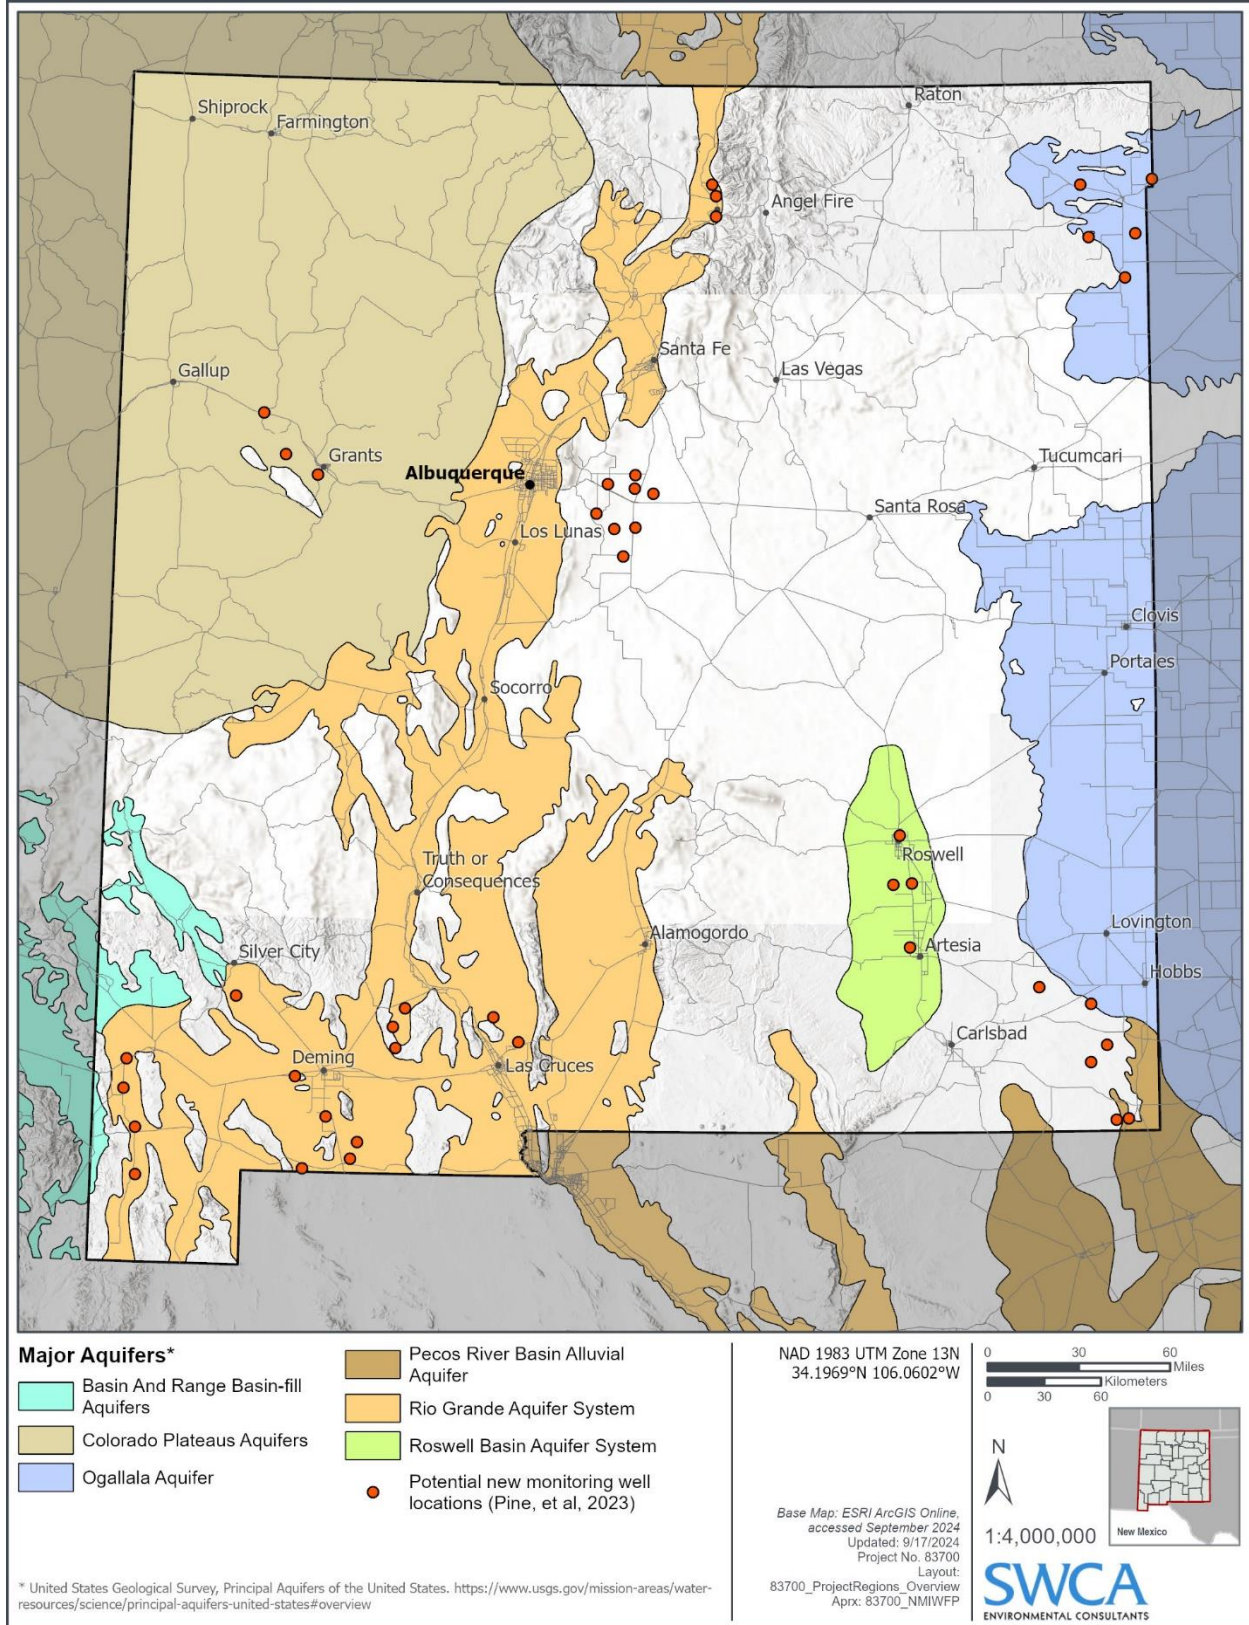 Raton
Shiprock
Farmington
Angel Fire
Santa Fe
Las Vegas
Gallup
Grants
Tucumcari
Albuquerque
Santa Rosa
Los Lunas
Clovis
Portales
Socorro
Roswell
Truth or
Consequences
Lovington
Alamogordo
Artesia
Silver City
Hobbs
Carlsbad
Deming
Las Cruces
Major Aquifers*
Basin And Range Basin-fill
Aquifers
Colorado Plateaus Aquifers
Ogallala Aquifer
Pecos River Basin Alluvial
Aquifer
Rio Grande Aquifer System
Roswell Basin Aquifer System
Potential new monitoring well
locations (Pine, et al, 2023)
* United States Geological Survey, Principal Aquifers of the United States. https://www.usgs.gov/mission-areas/water-
resources/science/principal-aquifers-united-states#overview
NAD 1983 UTM Zone 13N
34.1969°N 106.0602°W
Base Map: ESRI ArcGIS Online,
accessed September 2024
Updated: 9/17/2024
Project No. 83700
Layout:
83700_ProjectRegions_Overview
Aprx: 83700_NMIWFP
0 30 60
Miles
Kilometers
0 30 60
N
1:4,000,000
New Mexico
SWCA
ENVIRONMENTAL CONSULTANTS